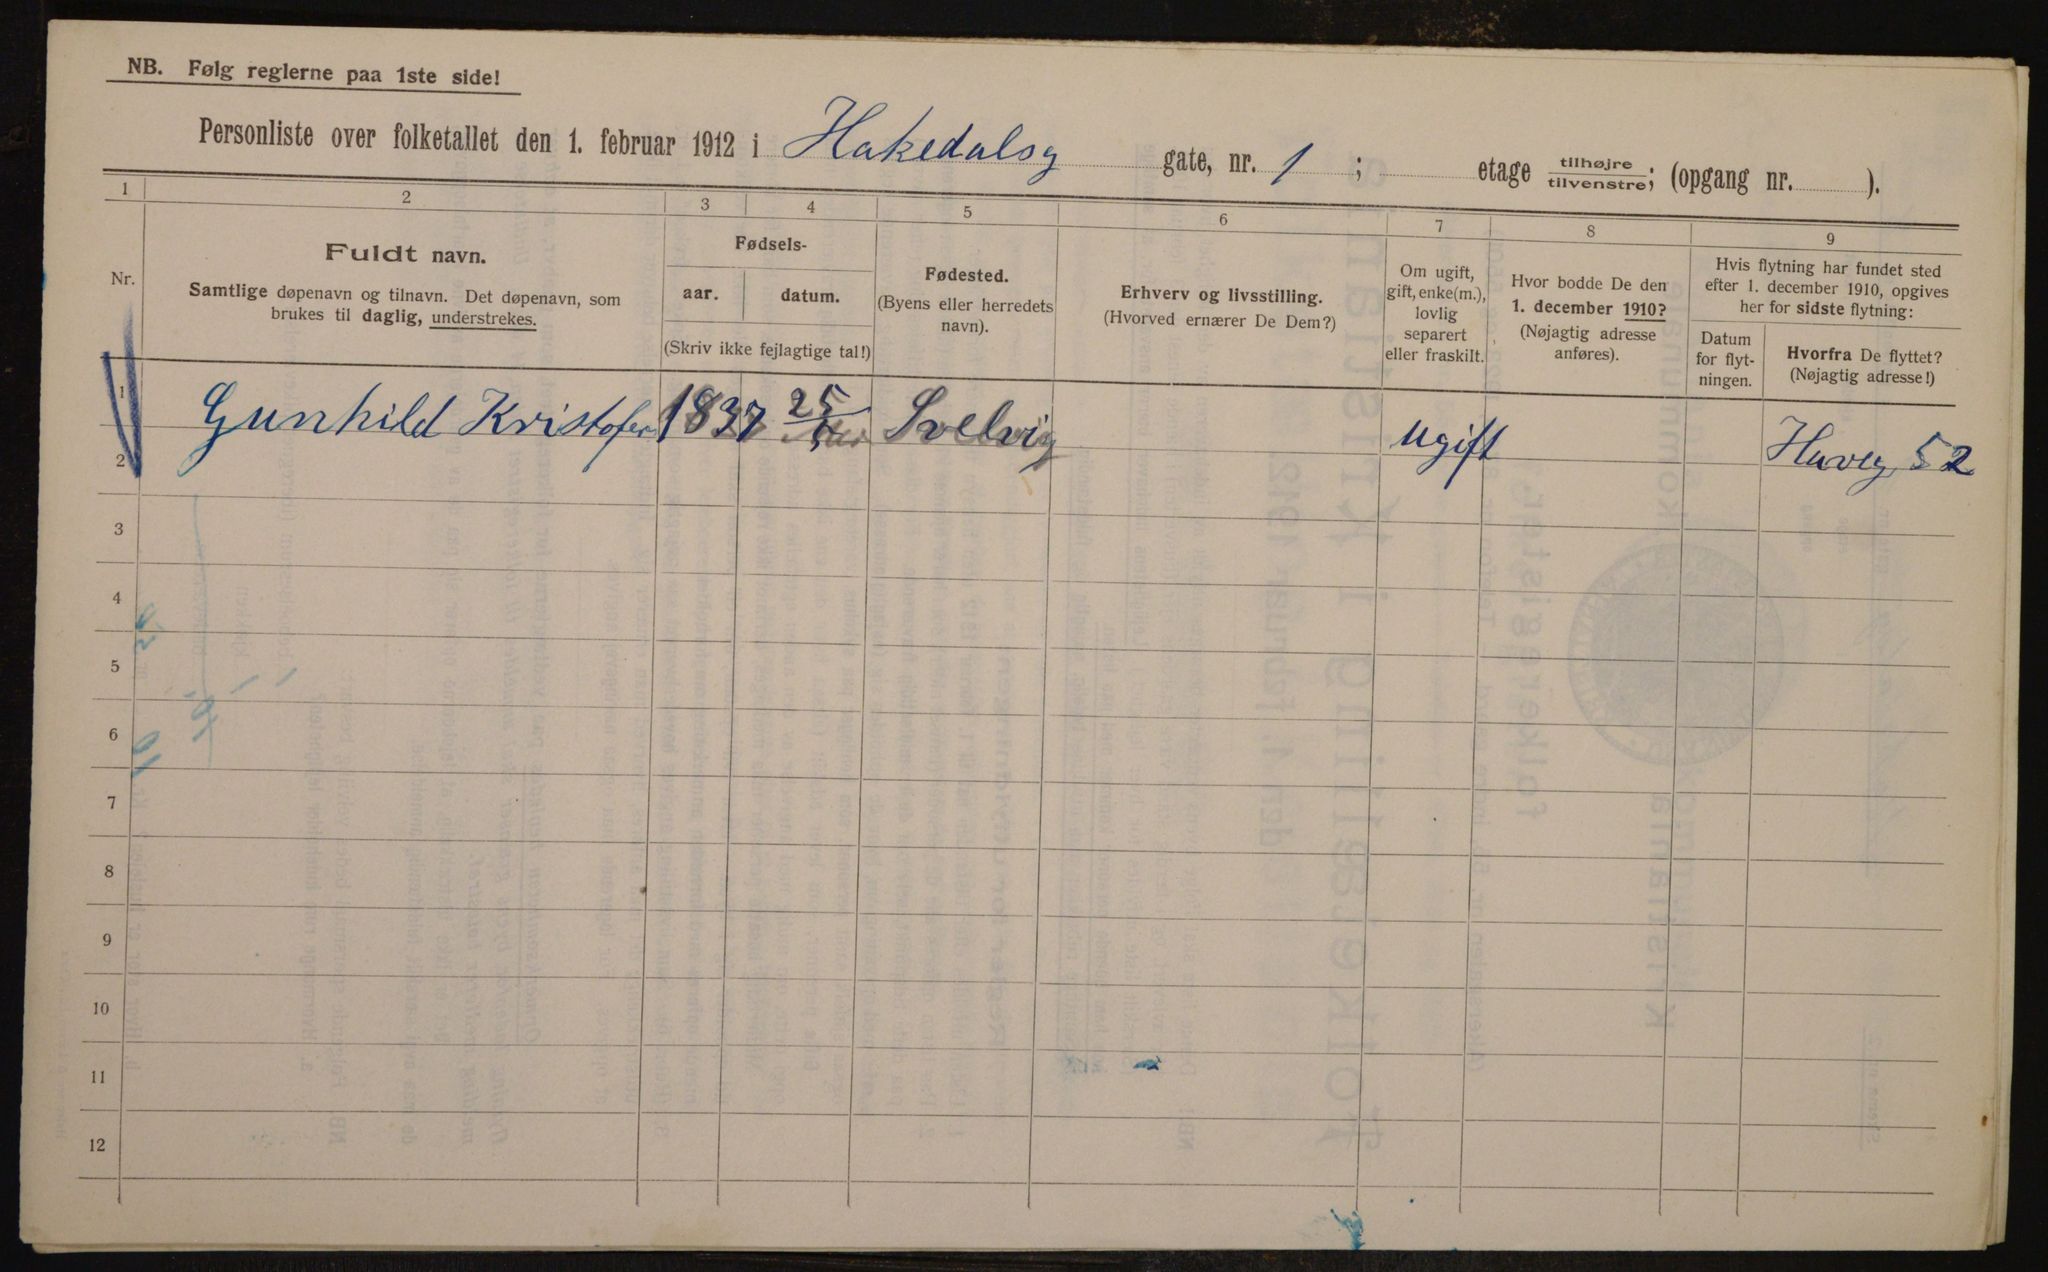 NB. Følg reglerne paa 1ste side!
Personliste over folketallet den 1. februar 1912 i Hakedalsg gate, nr. 1 ; etage tilhøjre/tilvenstre; (opgang nr. ).
1 2 3 4 5 6 7 8 9
Nr.
Fuldt navn.
Samtlige døpenavn og tilnavn. Det døpenavn, som
brukes til daglig, understrekes.
Fødsels-
aar. datum.
(Skriv ikke fejlagtige tal!)
Fødested.
(Byens eller herredets
navn).
Erhverv og livsstilling.
(Hvorved ernærer De Dem?)
Om ugift,
gift, enke(m.),
lovlig
separert
eller fraskilt.
Hvor bodde De den
1. december 1910?
(Nøjagtig adresse
anføres).
Hvis flytning har fundet sted
efter 1. december 1910, opgives
her for sidste flytning:
Datum
for flyt-
ningen.
Hvorfra De flyttet?
(Nøjagtig adresse!)
1 Gunhild Kristofer 1837 25 Svelvig ugift 52
2
3
4
5
6
7
8
9
10
11
12